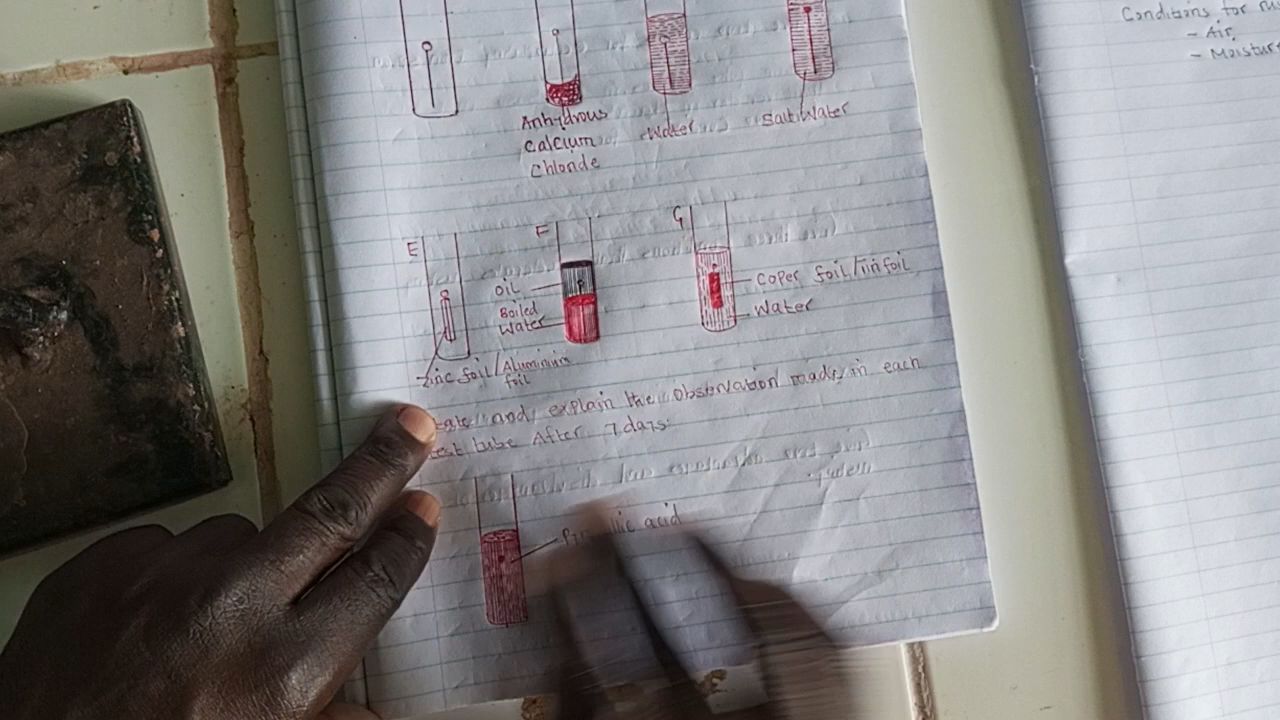 Conditions for
- Air
- Moistur
Anhydrous
Calcium
Chloride
Water
Salt Water
E
F
G
Oil
Boiled
Water
Coper foil/tin foil
Water
Zinc foil/Aluminium
foil
and explain the observation made in each
test tube After 7 days.
acid